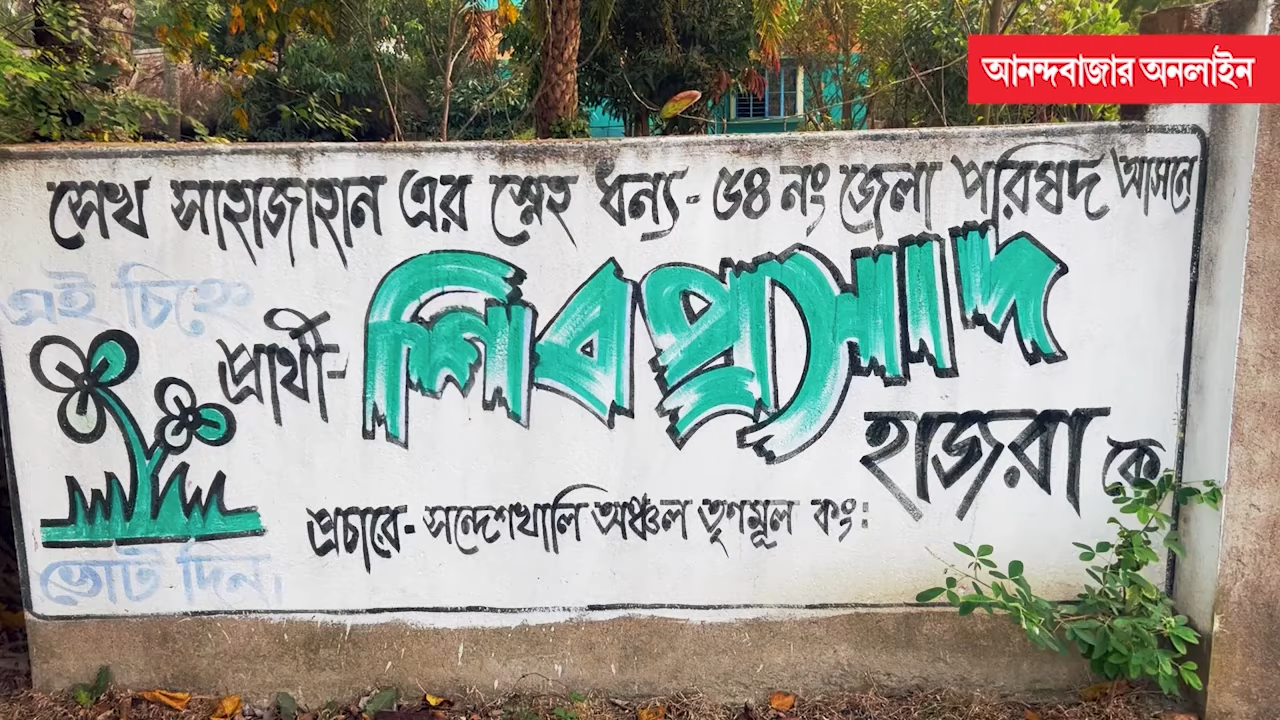 আনন্দবাজার অনলাইন
সেখ সাহাজাহান এর স্নেহ ধন্য- ৬৪ নং জেলা পরিষদ আসনে
এই চিহ্নে
প্রার্থী- শিবপ্রসাদ
হাজরা কে
প্রচারে- সন্দেশখালি অঞ্চল তৃণমূল কং:
ভোট দিন।